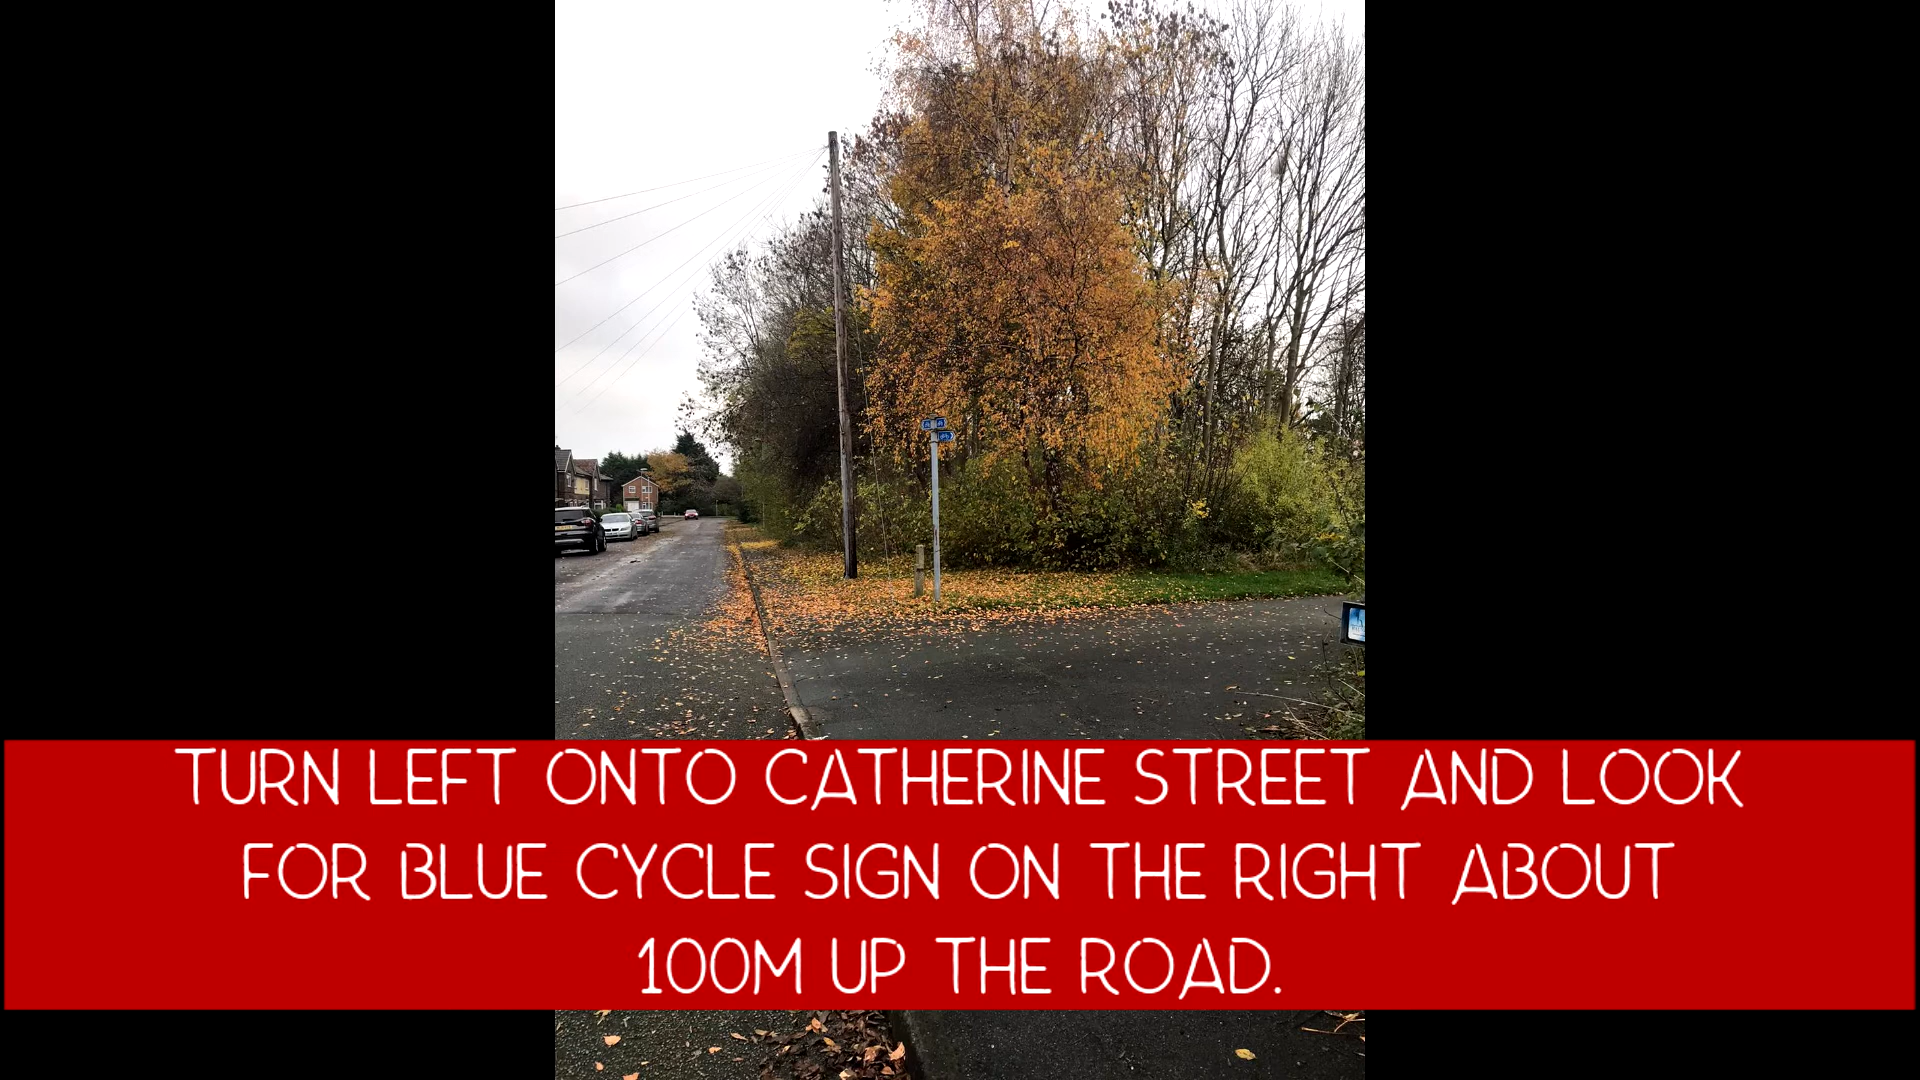 TURN LEFT ONTO CATHERINE STREET AND LOOK
FOR BLUE CYCLE SIGN ON THE RIGHT ABOUT
100M UP THE ROAD.